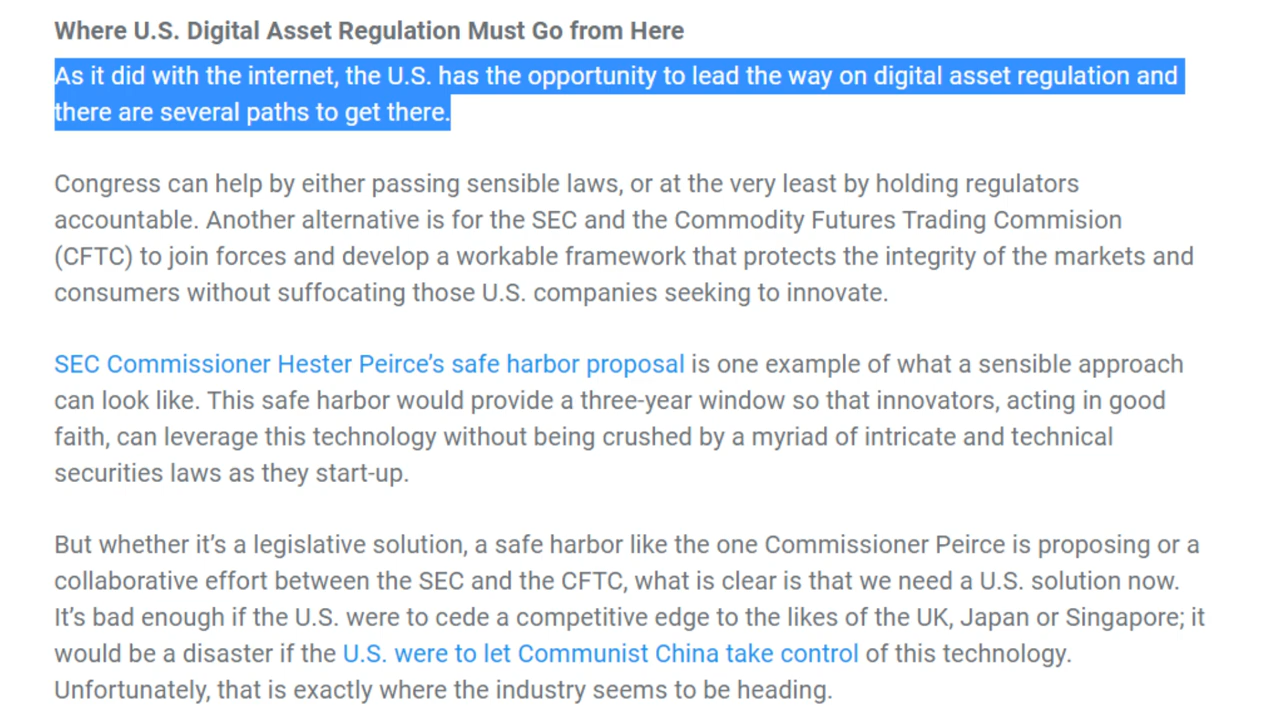 Where U.S. Digital Asset Regulation Must Go from Here
As it did with the internet, the U.S. has the opportunity to lead the way on digital asset regulation and
there are several paths to get there.
Congress can help by either passing sensible laws, or at the very least by holding regulators
accountable. Another alternative is for the SEC and the Commodity Futures Trading Commision
(CFTC) to join forces and develop a workable framework that protects the integrity of the markets and
consumers without suffocating those U.S. companies seeking to innovate.
SEC Commissioner Hester Peirce’s safe harbor proposal is one example of what a sensible approach
can look like. This safe harbor would provide a three-year window so that innovators, acting in good
faith, can leverage this technology without being crushed by a myriad of intricate and technical
securities laws as they start-up.
But whether it’s a legislative solution, a safe harbor like the one Commissioner Peirce is proposing or a
collaborative effort between the SEC and the CFTC, what is clear is that we need a U.S. solution now.
It’s bad enough if the U.S. were to cede a competitive edge to the likes of the UK, Japan or Singapore; it
would be a disaster if the U.S. were to let Communist China take control of this technology.
Unfortunately, that is exactly where the industry seems to be heading.